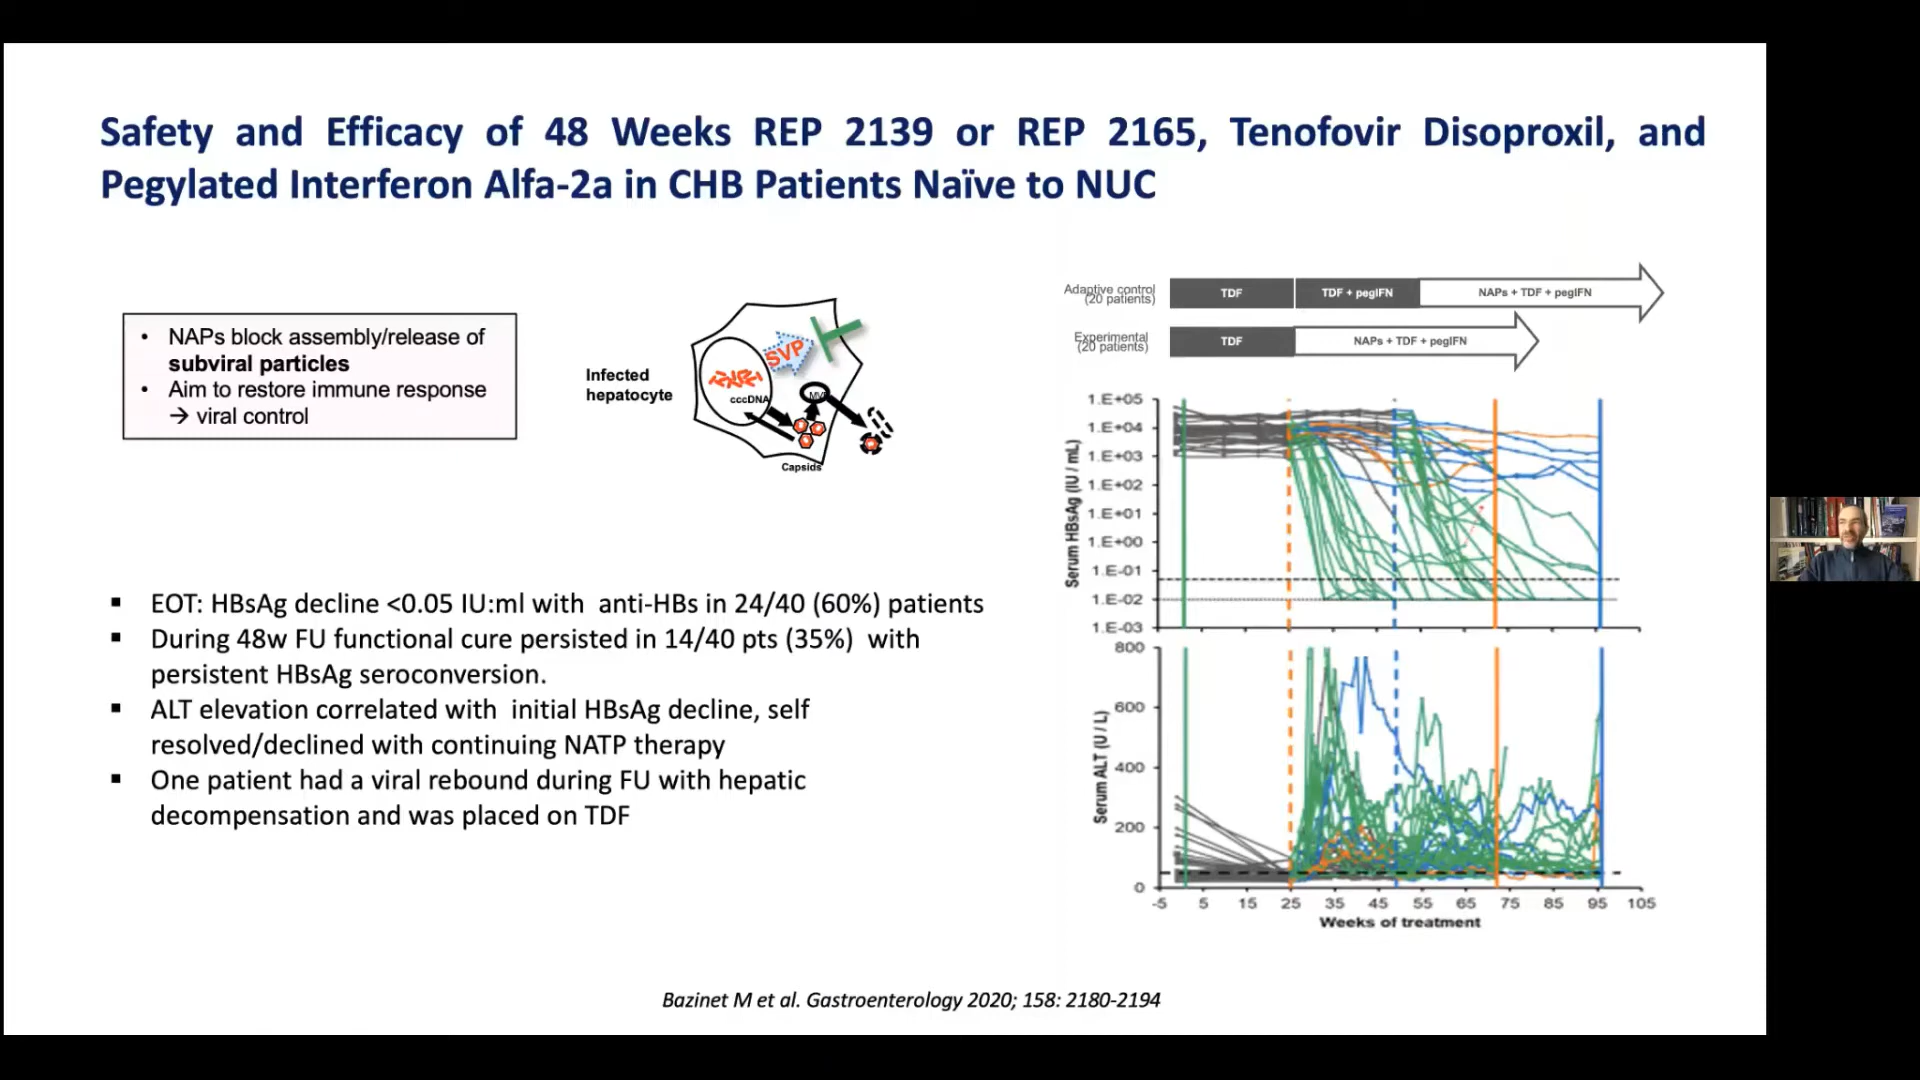 Safety and Efficacy of 48 Weeks REP 2139 or REP 2165, Tenofovir Disoproxil, and
Pegylated Interferon Alfa-2a in CHB Patients Naïve to NUC
• NAPs block assembly/release of
subviral particles
• Aim to restore immune response
→ viral control
Infected
hepatocyte
SVP
cccDNA
MV
Capsids
Adaptive control
(20 patients)
TDF
TDF + pegIFN
NAPs + TDF + pegIFN
Experimental
(20 patients)
TDF
NAPs + TDF + pegIFN
Serum HBsAg (IU / mL)
1.E+05
1.E+04
1.E+03
1.E+02
1.E+01
1.E+00
1.E-01
1.E-02
1.E-03
▪ EOT: HBsAg decline <0.05 IU:ml with anti-HBs in 24/40 (60%) patients
▪ During 48w FU functional cure persisted in 14/40 pts (35%) with
persistent HBsAg seroconversion.
▪ ALT elevation correlated with initial HBsAg decline, self
resolved/declined with continuing NATP therapy
▪ One patient had a viral rebound during FU with hepatic
decompensation and was placed on TDF
Serum ALT (U / L)
800
600
400
200
0
-5 5 15 25 35 45 55 65 75 85 95 105
Weeks of treatment
Bazinet M et al. Gastroenterology 2020; 158: 2180-2194